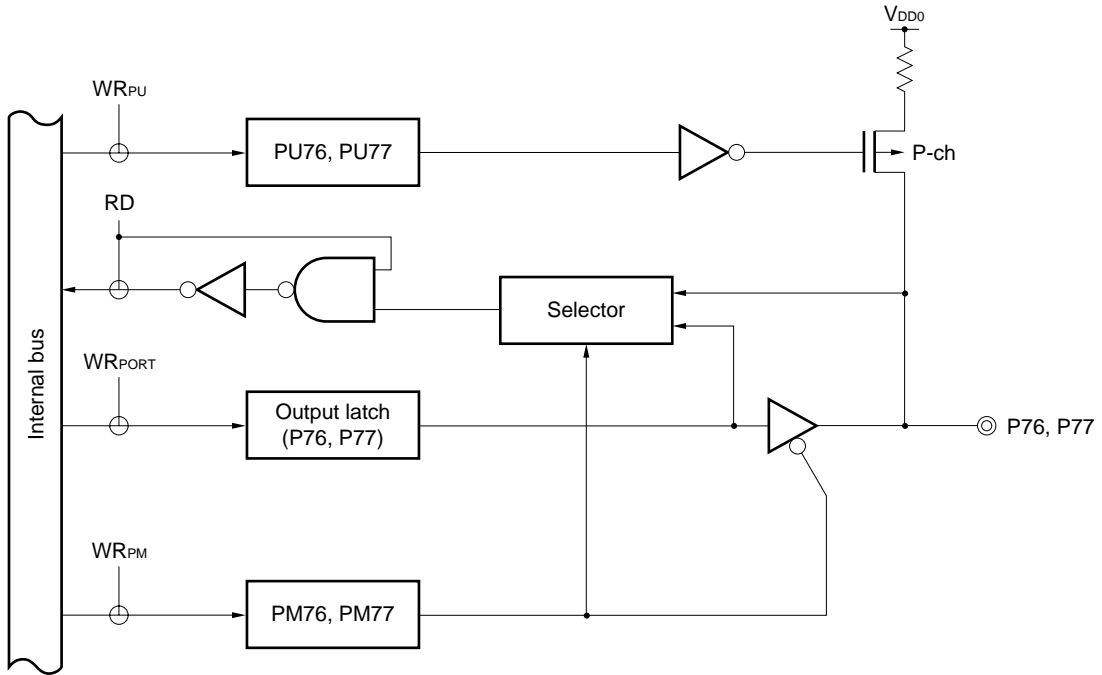 VDD0
WRPU
PU76, PU77
P-ch
RD
Selector
Internal bus
WRPORT
Output latch
(P76, P77)
P76, P77
WRPM
PM76, PM77